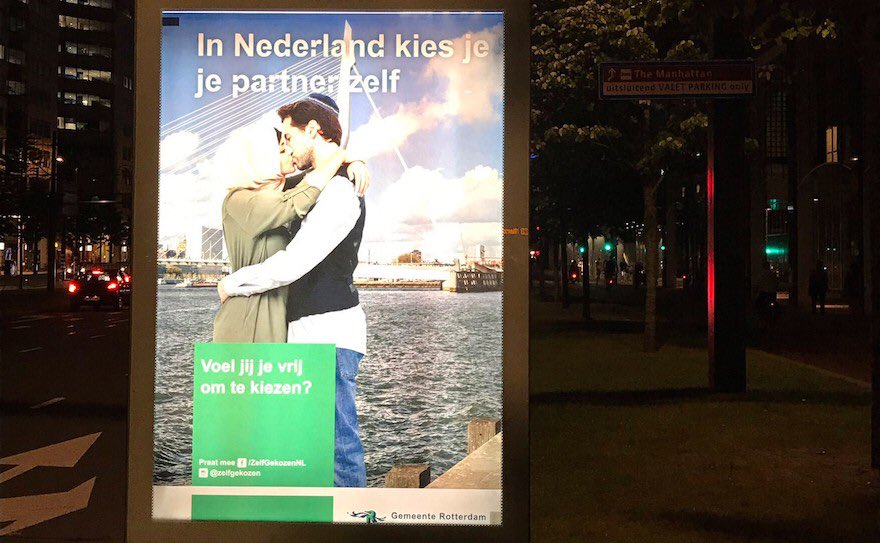 In Nederland kies je
je partner zelf
The Manhattan
uitsluitend VALET PARKING only
Voel jij je vrij
om te kiezen?
Praat mee f /ZelfGekozenNL
@zelfgekozen
Gemeente Rotterdam